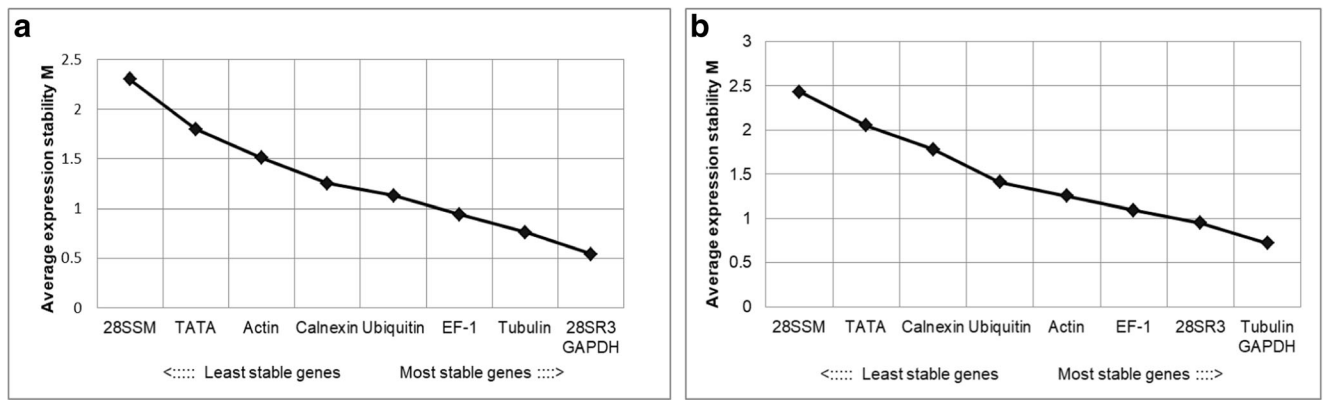 a
Average expression stability M
2.5
2
1.5
1
0.5
0
28SSM TATA Actin Calnexin Ubiquitin EF-1 Tubulin 28SR3
GAPDH
<::::: Least stable genes Most stable genes ::::>
b
Average expression stability M
3
2.5
2
1.5
1
0.5
0
28SSM TATA Calnexin Ubiquitin Actin EF-1 28SR3 Tubulin
GAPDH
<::::: Least stable genes Most stable genes ::::>